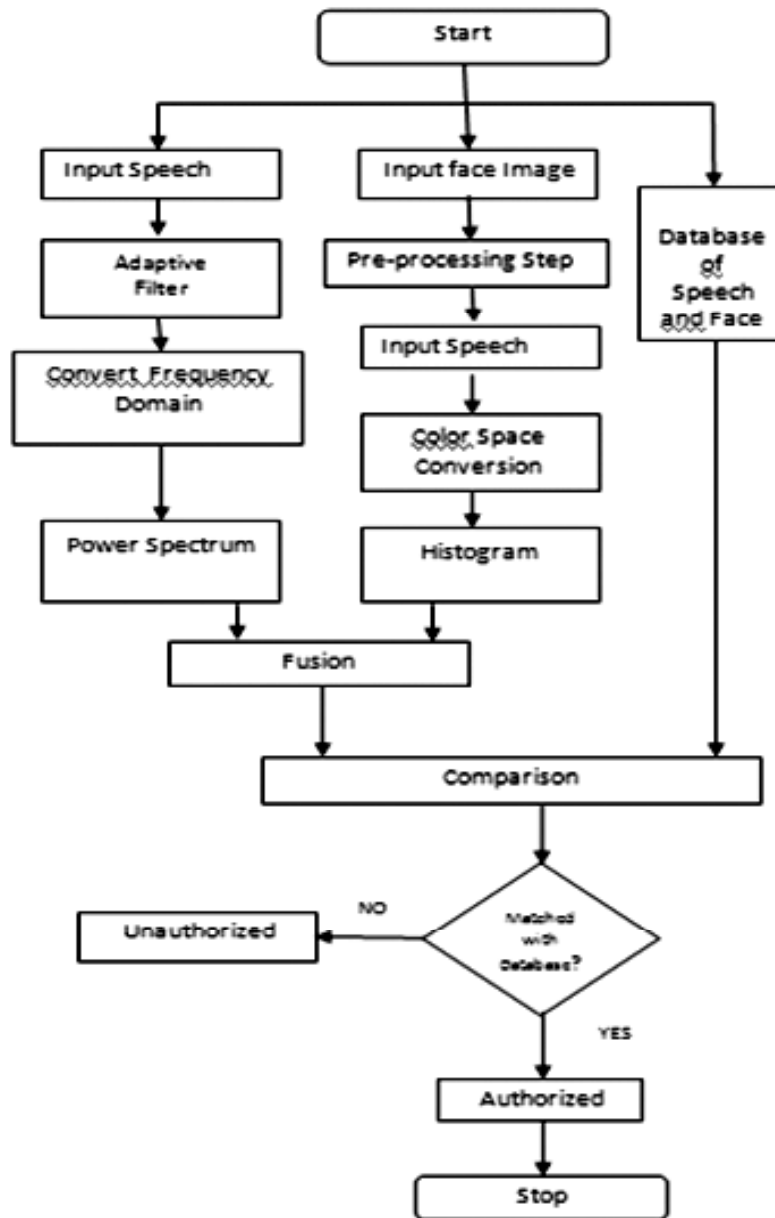 Start
Input Speech
Input face Image
Adaptive
Filter
Pre-processing Step
Database
of
Speech
and Face
Input Speech
Convert Frequency
Domain
Color Space
Conversion
Power Spectrum
Histogram
Fusion
Comparison
Matched
with
Database?
NO
Unauthorized
YES
Authorized
Stop